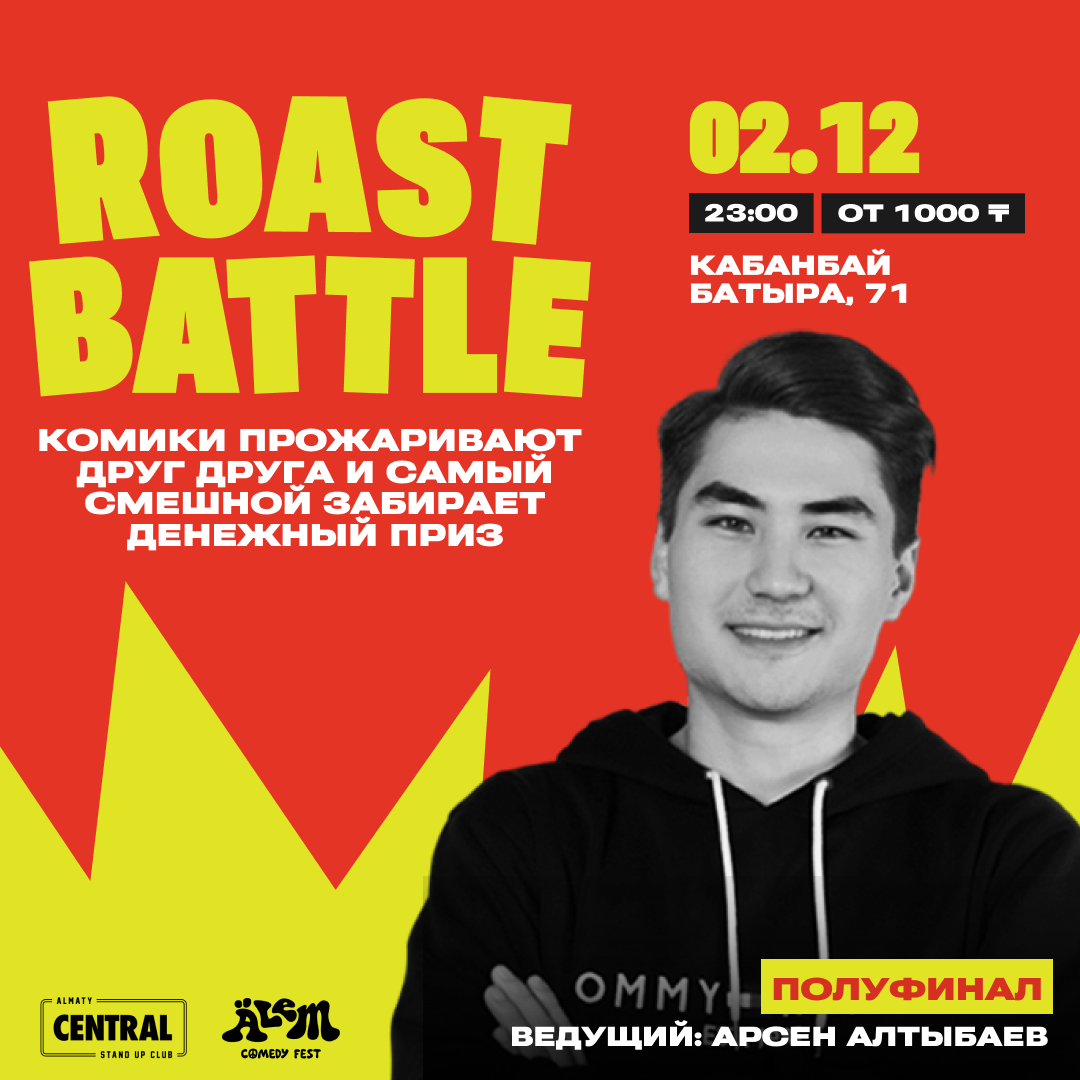 ROAST
BATTLE
КОМИКИ ПРОЖАРИВАЮТ
ДРУГ ДРУГА И САМЫЙ
СМЕШНОЙ ЗАБИРАЕТ
ДЕНЕЖНЫЙ ПРИЗ
02.12
23:00 ОТ 1000 ₸
КАБАНБАЙ
БАТЫРА, 71
OMMY
ПОЛУФИНАЛ
ВЕДУЩИЙ: АРСЕН АЛТЫБАЕВ
ALMATY
CENTRAL
STAND UP CLUB
ÄLEM
COMEDY FEST